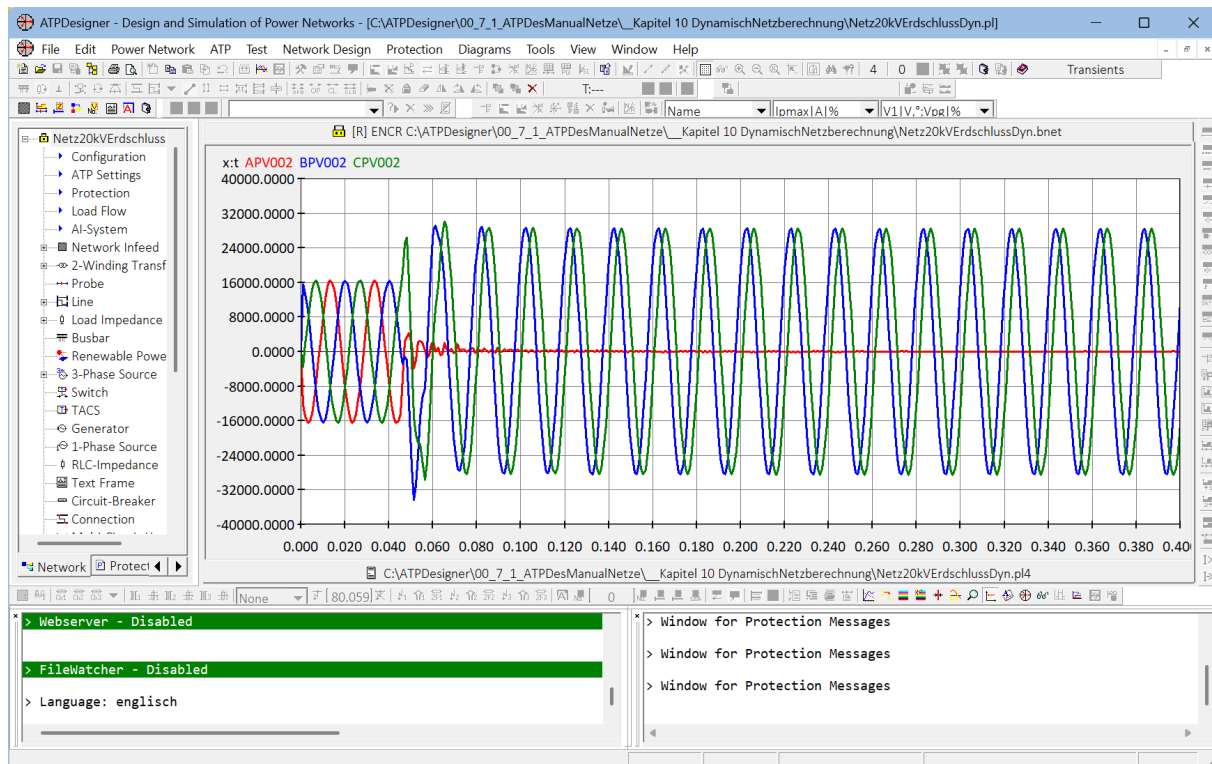 ATPDesigner - Design and Simulation of Power Networks - [C:\ATPDesigner\00_7_1_ATPDesManualNetze\__Kapitel 10 DynamischNetzberechnung\Netz20kVErdschlussDyn.pl]
File Edit Power Network ATP Test Network Design Protection Diagrams Tools View Window Help
4 0 Transients
T:---
Name Ipmax|A|% V1|V,°;Vpg|%
Netz20kVErdschluss
Configuration
ATP Settings
Protection
Load Flow
AI-System
Network Infeed
2-Winding Transf
Probe
Line
Load Impedance
Busbar
Renewable Powe
3-Phase Source
Switch
TACS
Generator
1-Phase Source
RLC-Impedance
Text Frame
Circuit-Breaker
Connection
Network Protect
[R] ENCR C:\ATPDesigner\00_7_1_ATPDesManualNetze\__Kapitel 10 DynamischNetzberechnung\Netz20kVErdschlussDyn.bnet
x:t APV002 BPV002 CPV002
40000.0000
32000.0000
24000.0000
16000.0000
8000.0000
0.0000
-8000.0000
-16000.0000
-24000.0000
-32000.0000
-40000.0000
0.000 0.020 0.040 0.060 0.080 0.100 0.120 0.140 0.160 0.180 0.200 0.220 0.240 0.260 0.280 0.300 0.320 0.340 0.360 0.380 0.40
C:\ATPDesigner\00_7_1_ATPDesManualNetze\__Kapitel 10 DynamischNetzberechnung\Netz20kVErdschlussDyn.pl4
None 80.059 0
> Webserver - Disabled
> FileWatcher - Disabled
> Language: englisch
> Window for Protection Messages
> Window for Protection Messages
> Window for Protection Messages